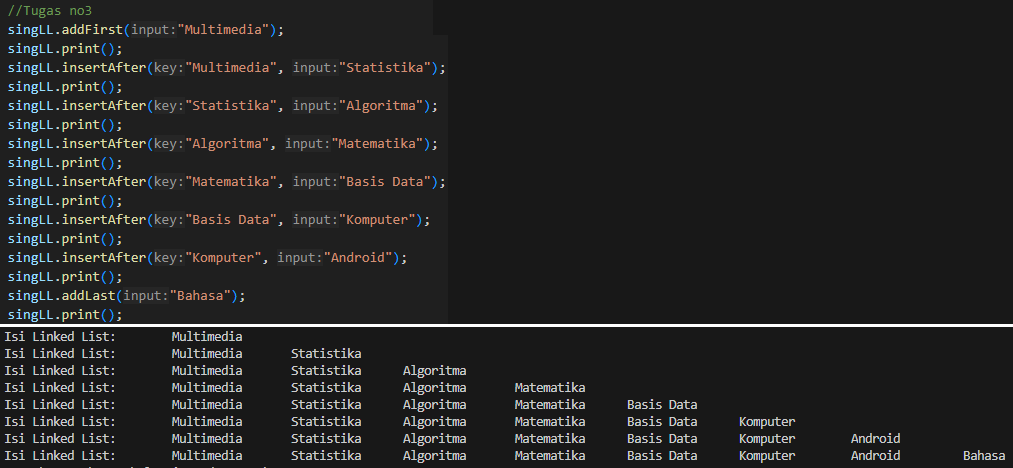 //Tugas no3
singLL.addFirst(input:"Multimedia");
singLL.print();
singLL.insertAfter(key:"Multimedia", input:"Statistika");
singLL.print();
singLL.insertAfter(key:"Statistika", input:"Algoritma");
singLL.print();
singLL.insertAfter(key:"Algoritma", input:"Matematika");
singLL.print();
singLL.insertAfter(key:"Matematika", input:"Basis Data");
singLL.print();
singLL.insertAfter(key:"Basis Data", input:"Komputer");
singLL.print();
singLL.insertAfter(key:"Komputer", input:"Android");
singLL.print();
singLL.addLast(input:"Bahasa");
singLL.print();
Isi Linked List: Multimedia
Isi Linked List: Multimedia Statistika
Isi Linked List: Multimedia Statistika Algoritma
Isi Linked List: Multimedia Statistika Algoritma Matematika
Isi Linked List: Multimedia Statistika Algoritma Matematika Basis Data
Isi Linked List: Multimedia Statistika Algoritma Matematika Basis Data Komputer
Isi Linked List: Multimedia Statistika Algoritma Matematika Basis Data Komputer Android
Isi Linked List: Multimedia Statistika Algoritma Matematika Basis Data Komputer Android Bahasa